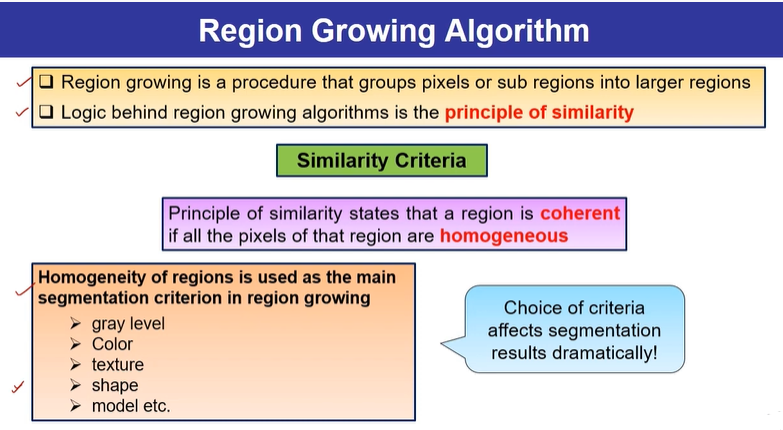 Region Growing Algorithm
Region growing is a procedure that groups pixels or sub regions into larger regions
Logic behind region growing algorithms is the principle of similarity
Similarity Criteria
Principle of similarity states that a region is coherent
if all the pixels of that region are homogeneous
Homogeneity of regions is used as the main
segmentation criterion in region growing
gray level
Color
texture
shape
model etc.
Choice of criteria
affects segmentation
results dramatically!